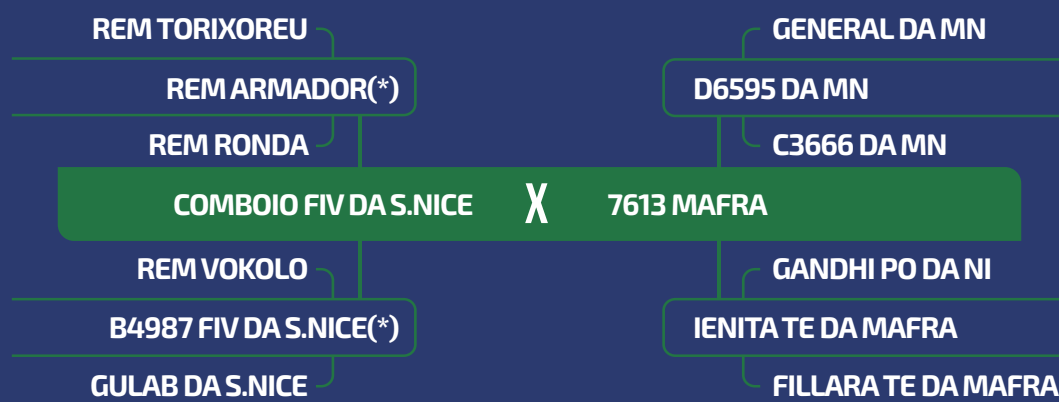 REM TORIXOREU
GENERAL DA MN
REM ARMADOR(*)
D6595 DA MN
REM RONDA
C3666 DA MN
COMBOIO FIV DA S.NICE X 7613 MAFRA
REM VOKOLO
GANDHI PO DA NI
B4987 FIV DA S.NICE(*)
IENITA TE DA MAFRA
GULAB DA S.NICE
FILLARA TE DA MAFRA